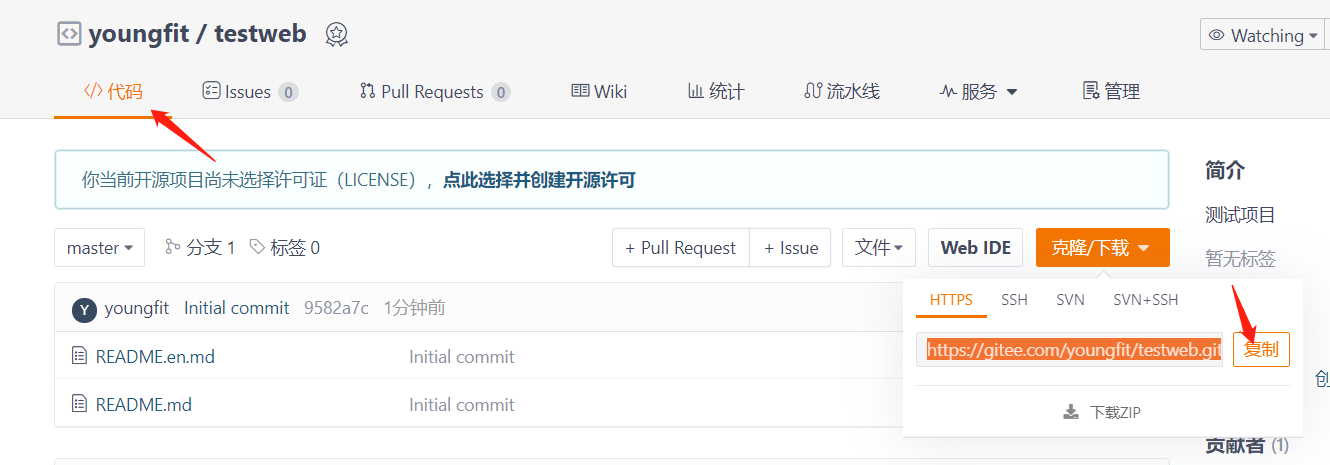 youngfit / testweb
Watching
代码 Issues 0 Pull Requests 0 Wiki 统计 流水线 服务 管理
你当前开源项目尚未选择许可证（LICENSE），点此选择并创建开源许可
简介
测试项目
暂无标签
master 分支 1 标签 0 + Pull Request + Issue 文件 Web IDE 克隆/下载
HTTPS SSH SVN SVN+SSH
https://gitee.com/youngfit/testweb.git 复制
下载ZIP
Y youngfit Initial commit 9582a7c 1分钟前
README.en.md Initial commit
README.md Initial commit
创
贡献者 (1)